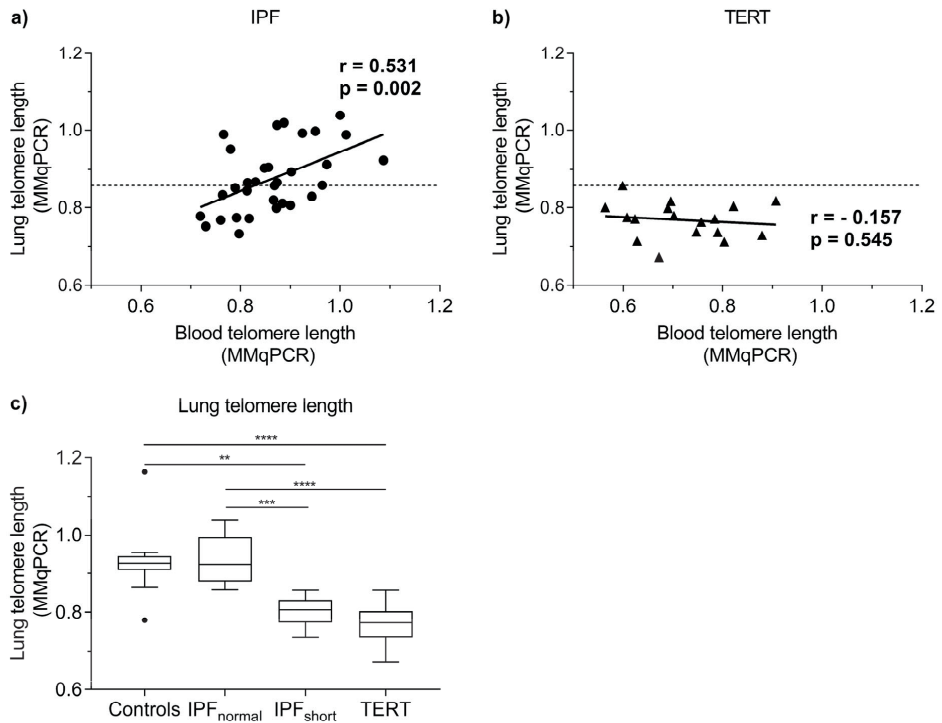 a)
IPF
1.2
1.0
0.8
0.6
Lung telomere length
(MMqPCR)
r = 0.531
p = 0.002
0.6
0.8
1.0
1.2
Blood telomere length
(MMqPCR)
b)
TERT
1.2
1.0
0.8
0.6
Lung telomere length
(MMqPCR)
r = - 0.157
p = 0.545
0.6
0.8
1.0
1.2
Blood telomere length
(MMqPCR)
c)
Lung telomere length
****
**
****
***
1.2
1.0
0.8
0.6
Lung telomere length
(MMqPCR)
Controls IPFnormal IPFshort TERT